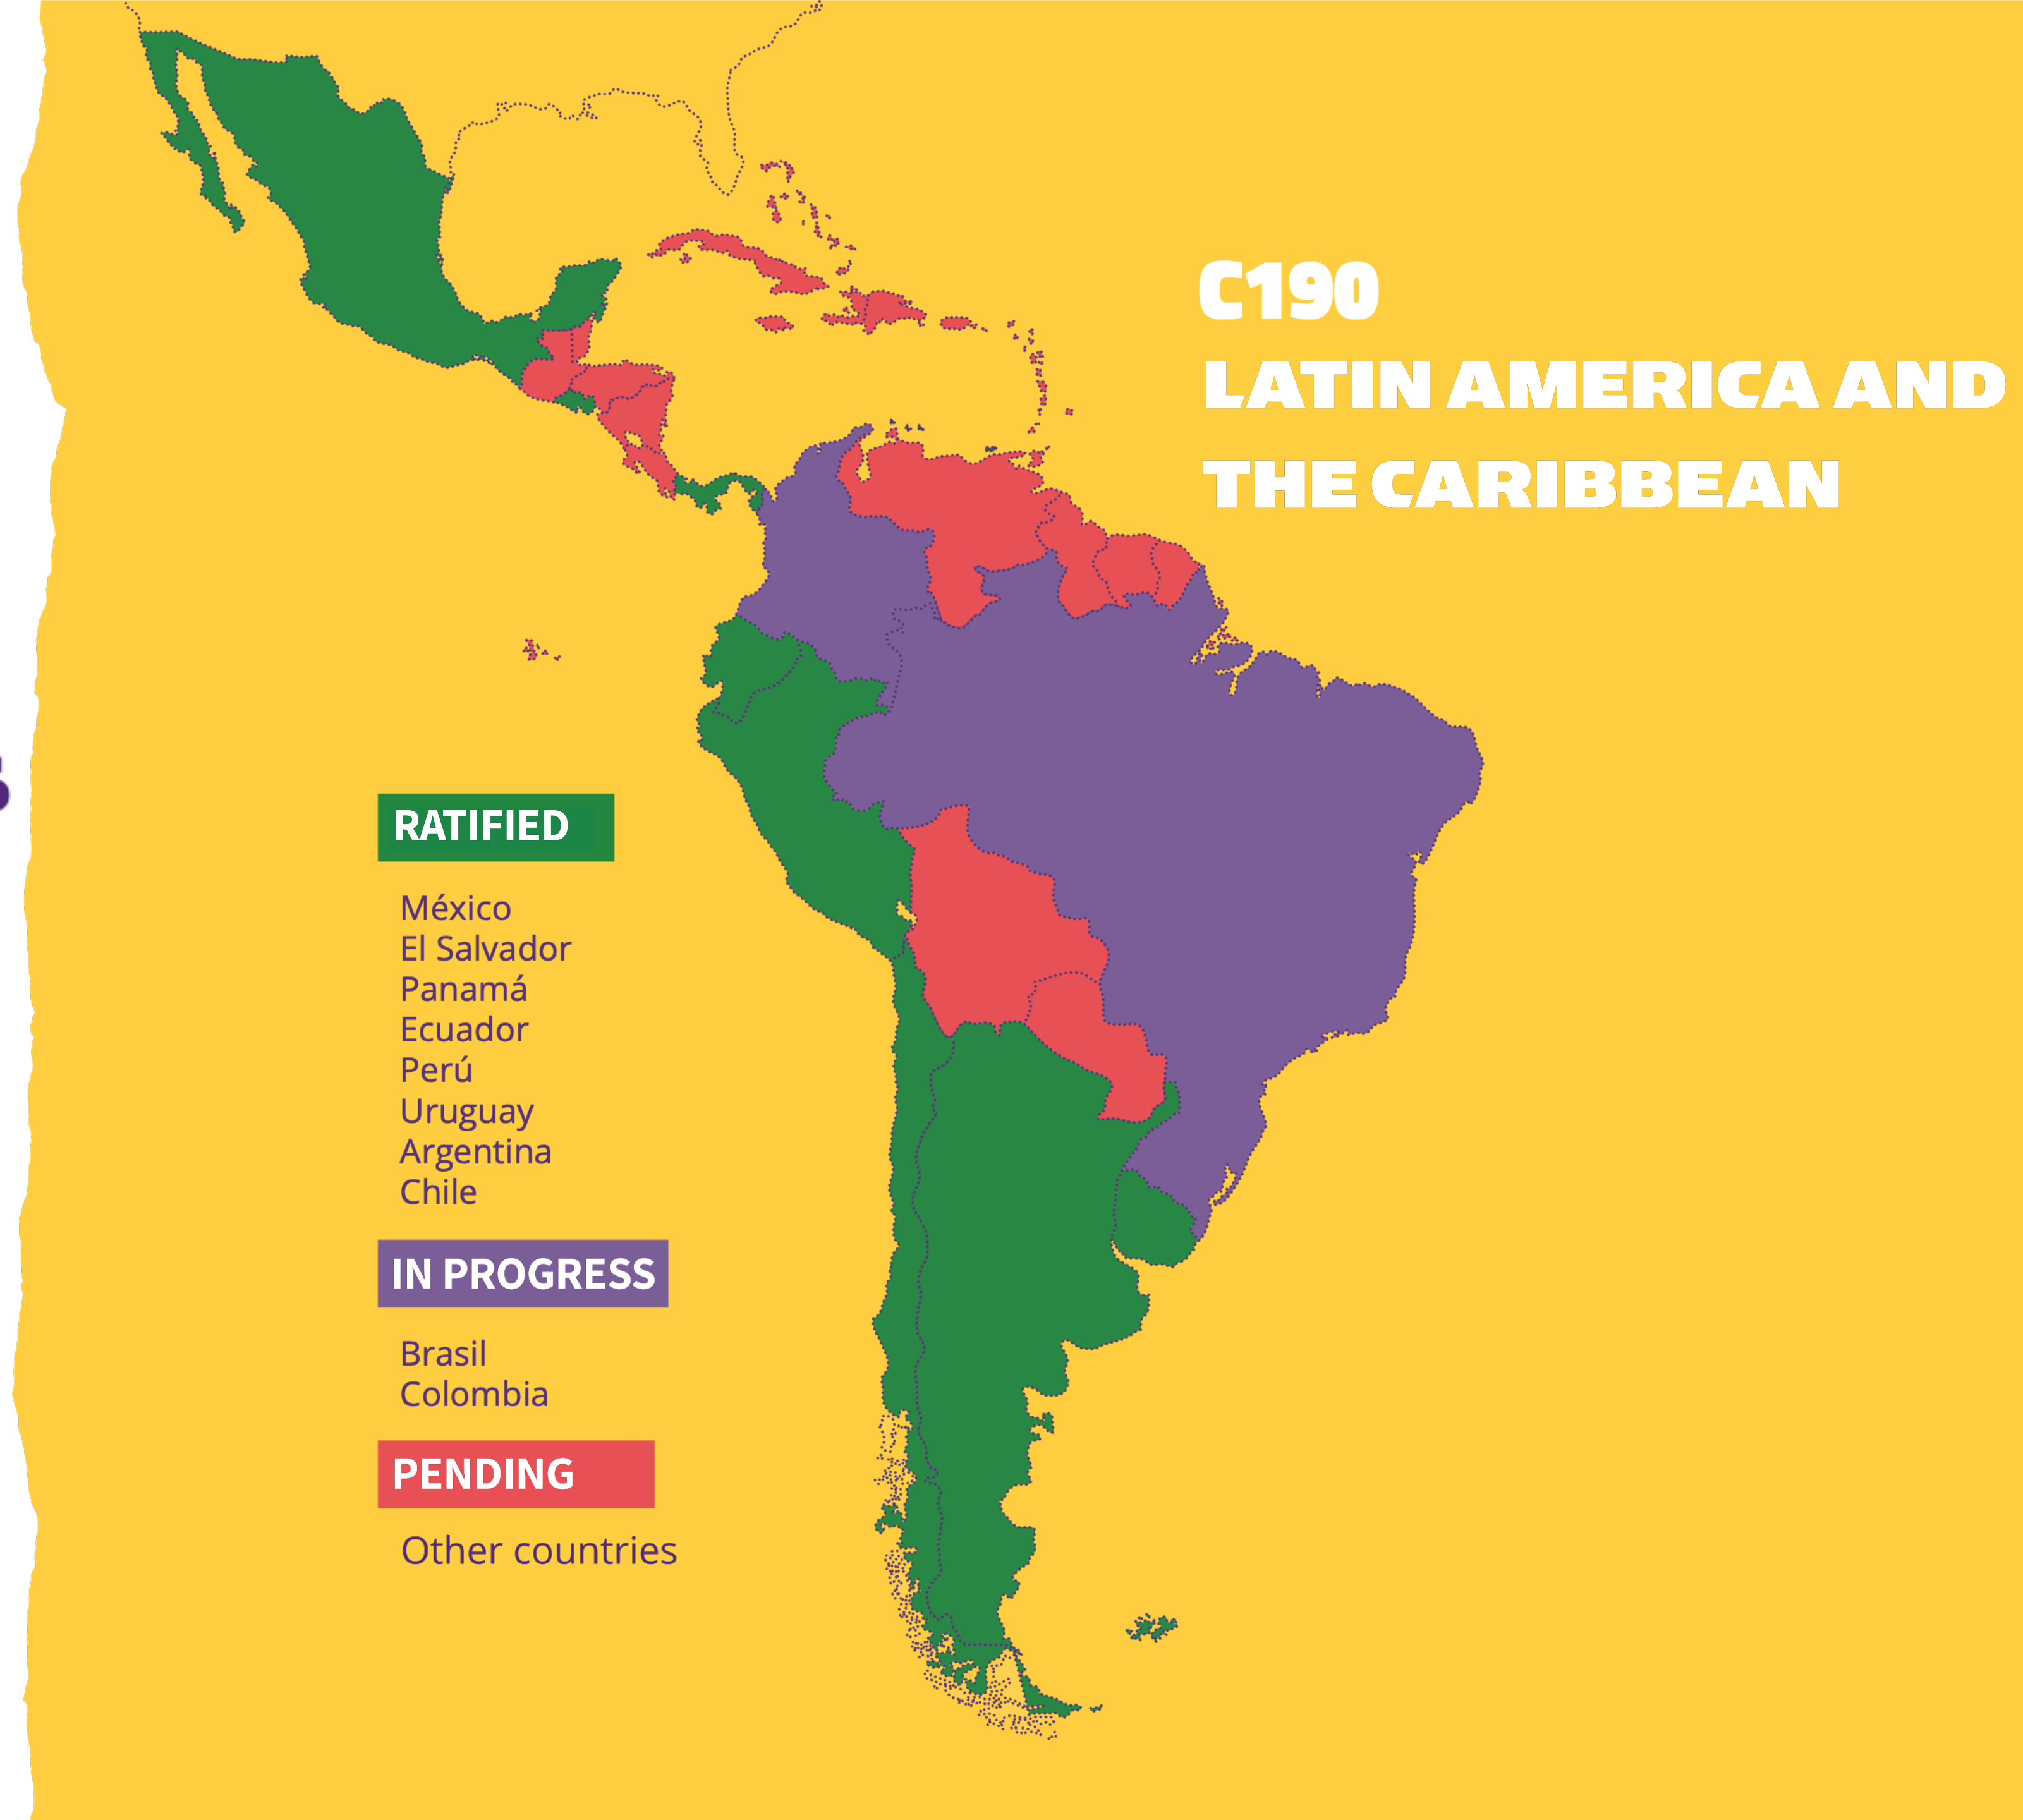 C190
LATIN AMERICA AND
THE CARIBBEAN
RATIFIED
México
El Salvador
Panamá
Ecuador
Perú
Uruguay
Argentina
Chile
IN PROGRESS
Brasil
Colombia
PENDING
Other countries